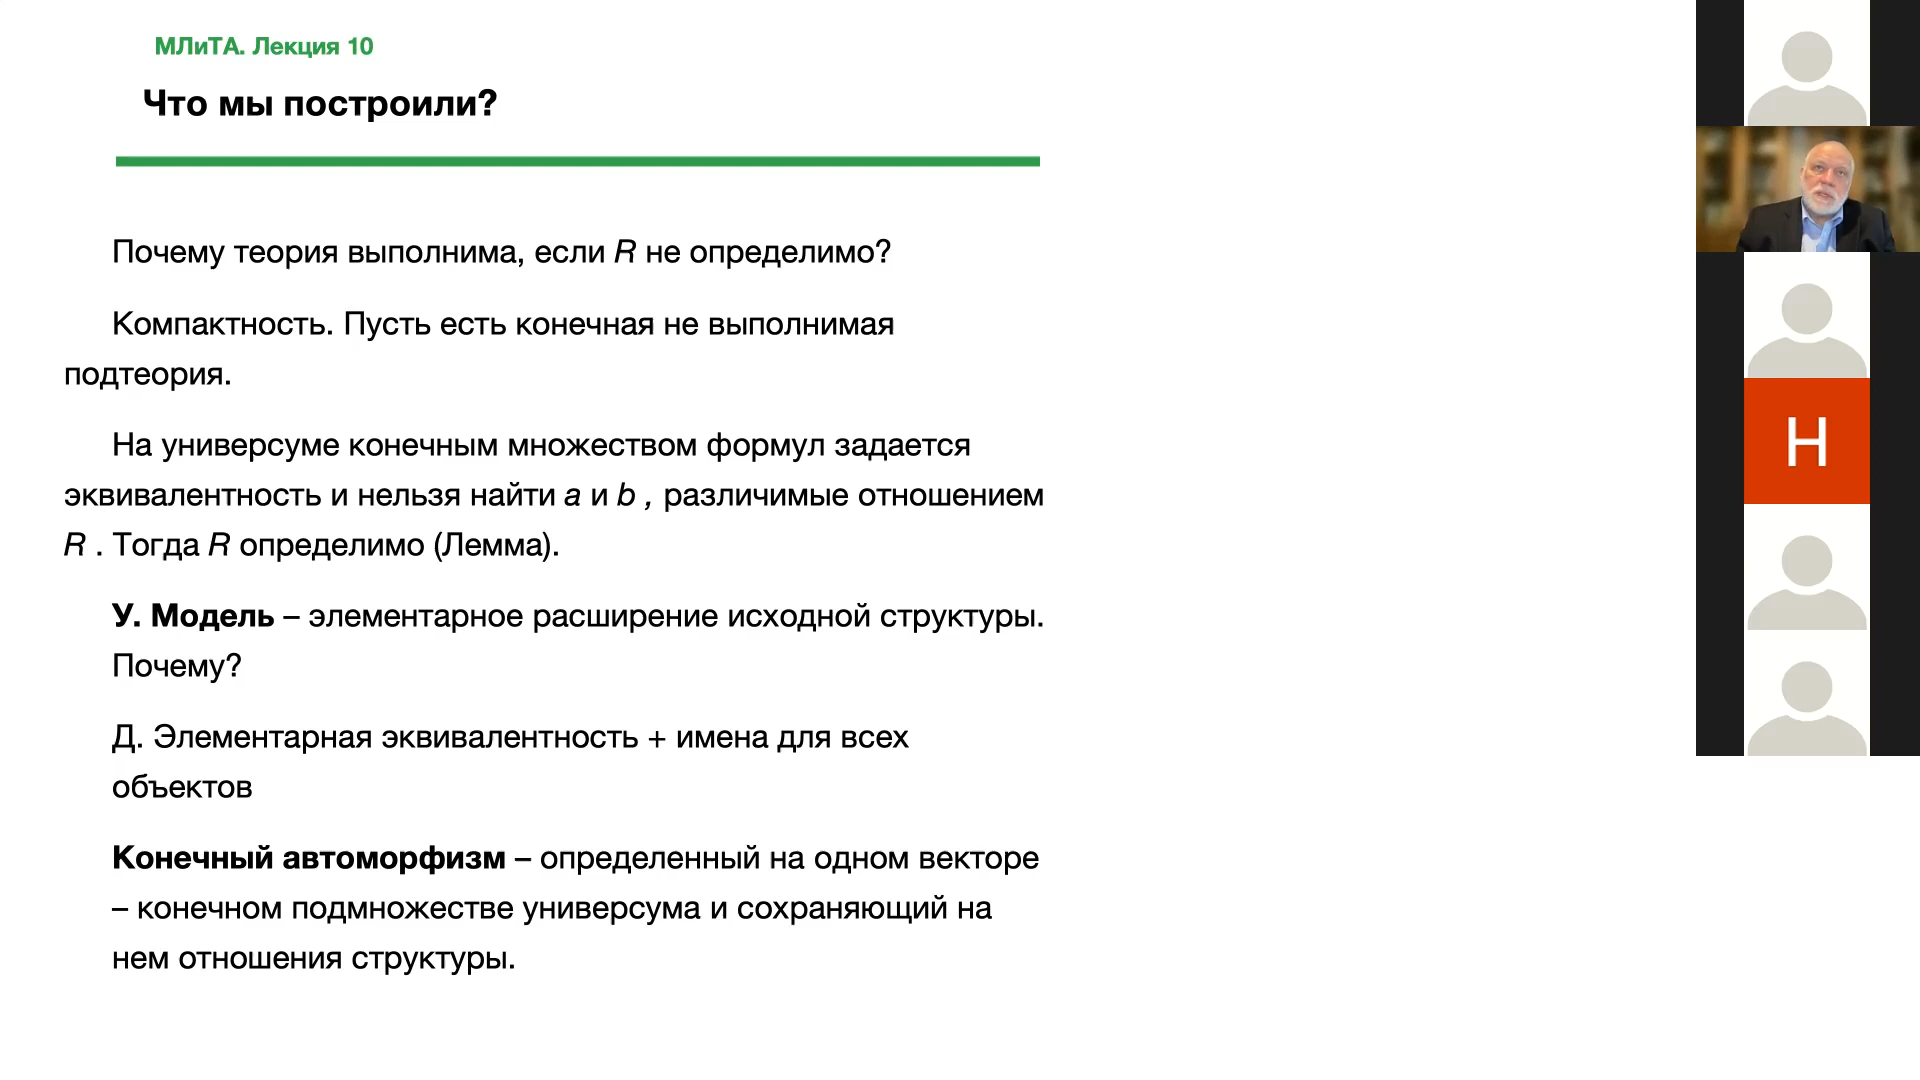 МЛиТА. Лекция 10
Что мы построили?
Почему теория выполнима, если R не определимо?
Компактность. Пусть есть конечная не выполнимая
подтеория.
На универсуме конечным множеством формул задается
эквивалентность и нельзя найти a и b , различимые отношением
R . Тогда R определимо (Лемма).
У. Модель – элементарное расширение исходной структуры.
Почему?
Д. Элементарная эквивалентность + имена для всех
объектов
Конечный автоморфизм – определенный на одном векторе
– конечном подмножестве универсума и сохраняющий на
нем отношения структуры.
Н